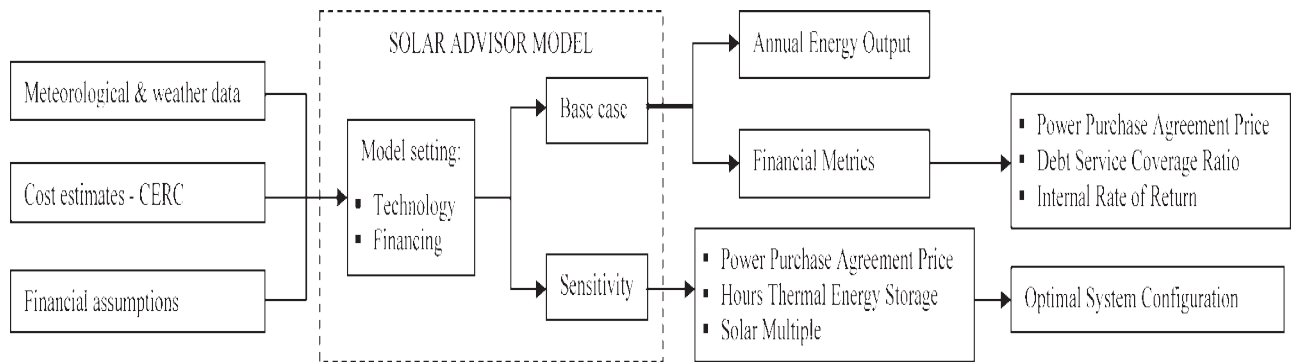 SOLAR ADVISOR MODEL
Meteorological & weather data
Cost estimates - CERC
Financial assumptions
Model setting:
▪ Technology
▪ Financing
Base case
Sensitivity
Annual Energy Output
Financial Metrics
▪ Power Purchase Agreement Price
▪ Debt Service Coverage Ratio
▪ Internal Rate of Return
▪ Power Purchase Agreement Price
▪ Hours Thermal Energy Storage
▪ Solar Multiple
Optimal System Configuration